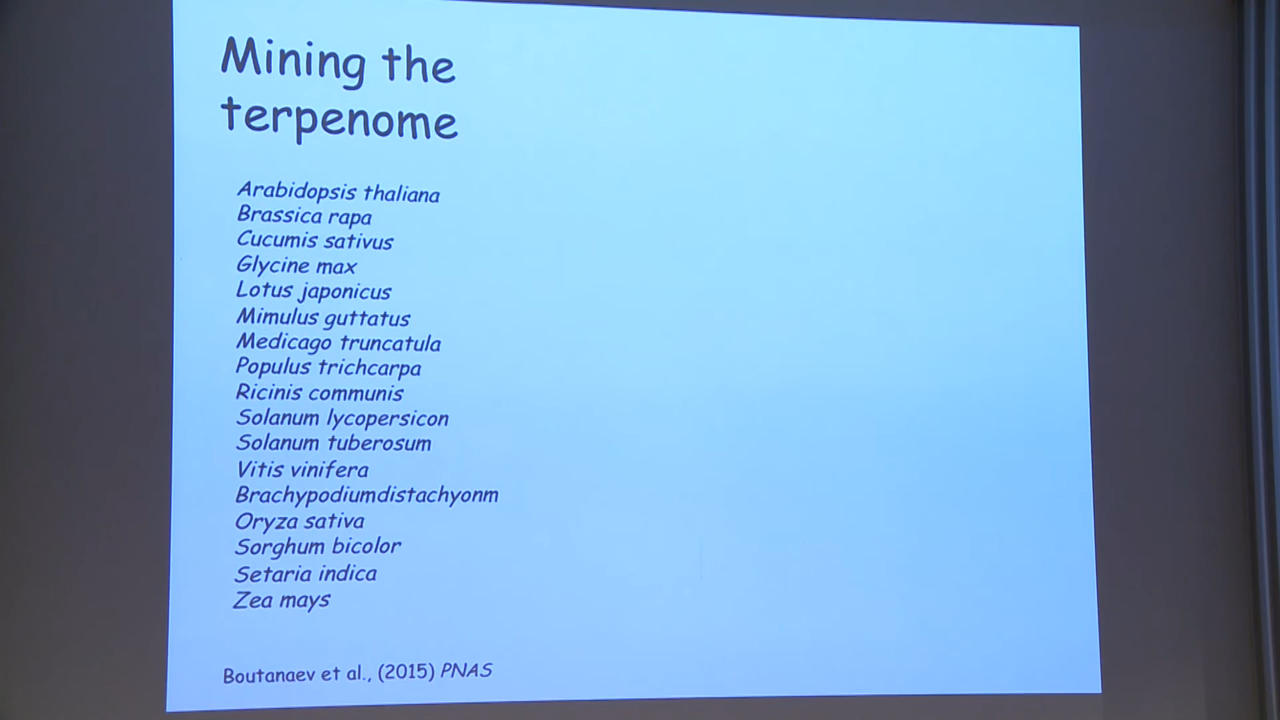 Mining the
terpenome
Arabidopsis thaliana
Brassica rapa
Cucumis sativus
Glycine max
Lotus japonicus
Mimulus guttatus
Medicago truncatula
Populus trichcarpa
Ricinis communis
Solanum lycopersicon
Solanum tuberosum
Vitis vinifera
Brachypodiumdistachyonm
Oryza sativa
Sorghum bicolor
Setaria indica
Zea mays
Boutanaev et al., (2015) PNAS